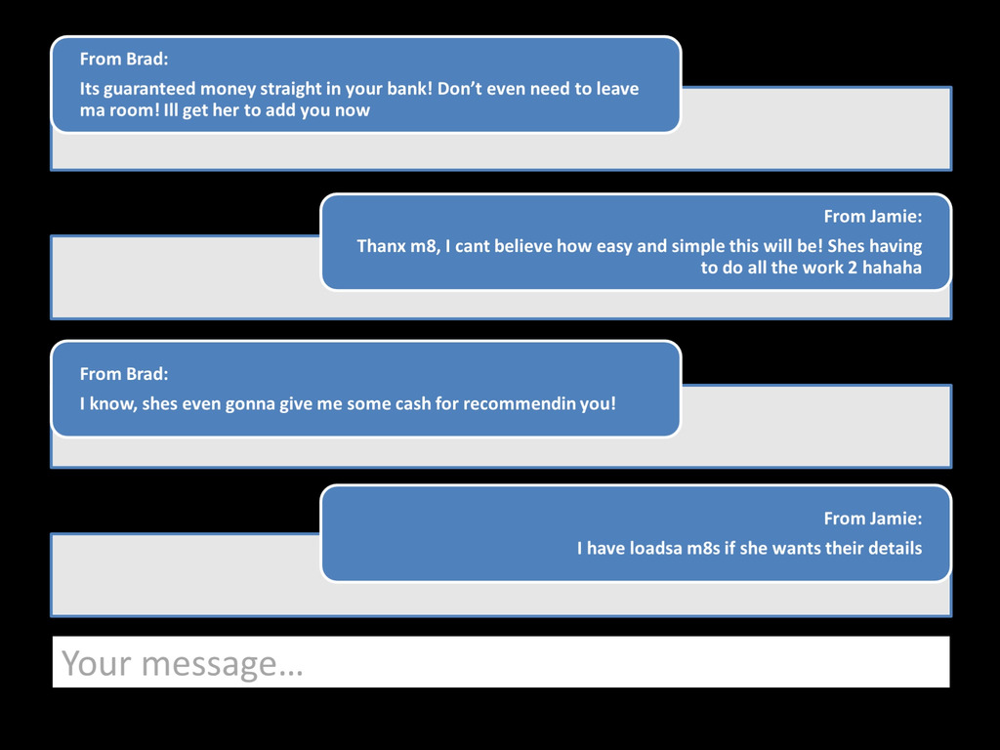 From Brad:
Its guaranteed money straight in your bank! Don’t even need to leave
ma room! Ill get her to add you now
From Jamie:
Thanx m8, I cant believe how easy and simple this will be! Shes having
to do all the work 2 hahaha
From Brad:
I know, shes even gonna give me some cash for recommendin you!
From Jamie:
I have loadsa m8s if she wants their details
Your message…